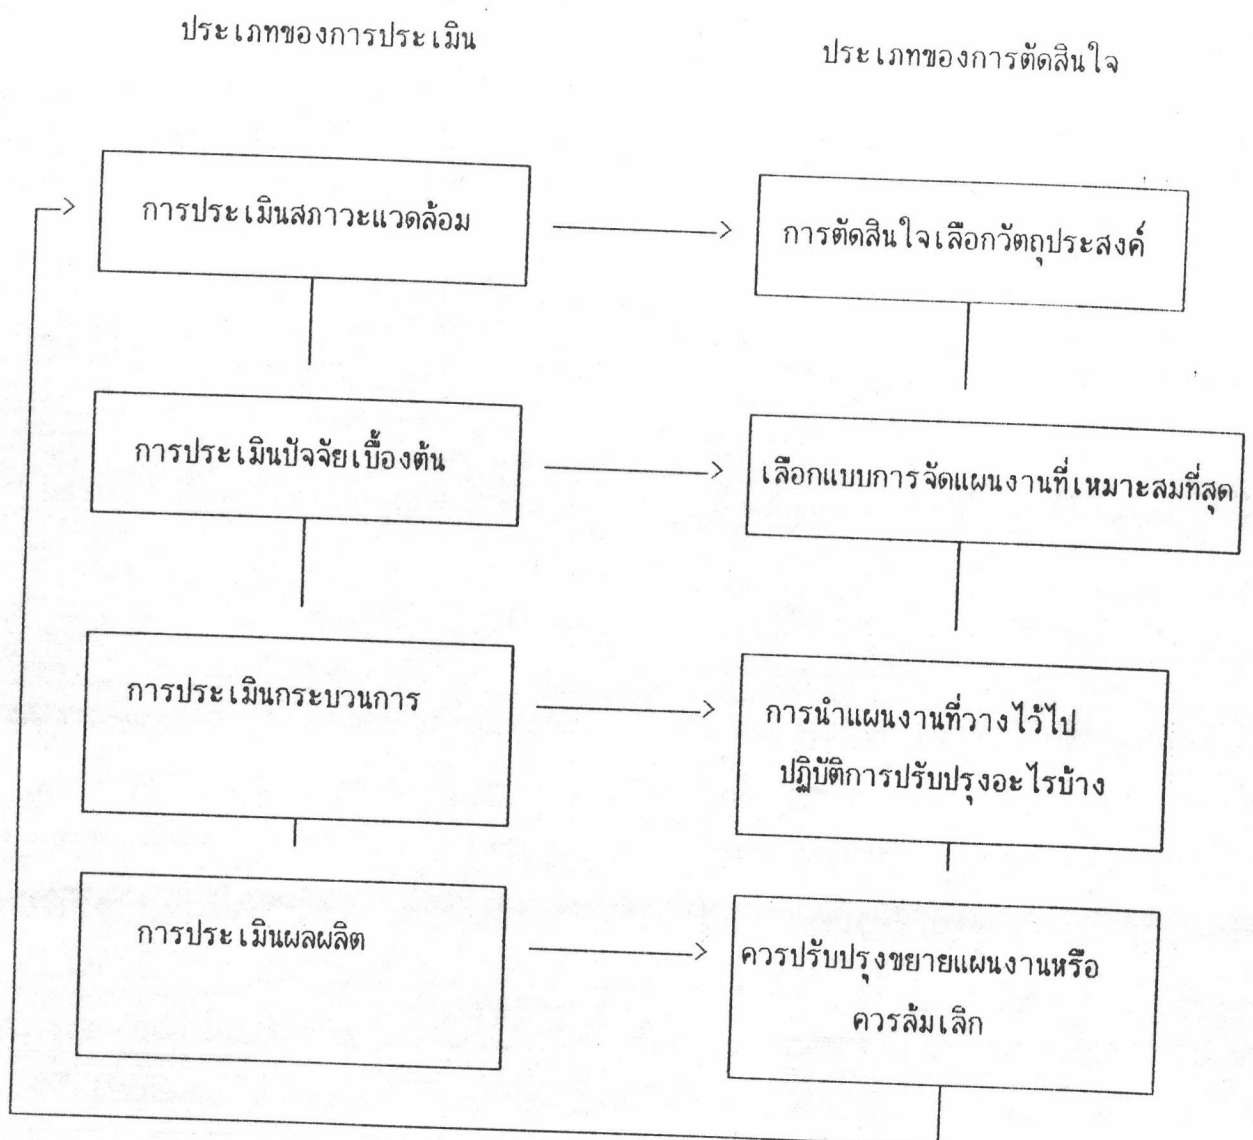 ประเภทของการประเมิน
ประเภทของการตัดสินใจ
การประเมินสภาวะแวดล้อม
การตัดสินใจเลือกวัตถุประสงค์
การประเมินปัจจัยเบื้องต้น
เลือกแบบการจัดแผนงานที่เหมาะสมที่สุด
การประเมินกระบวนการ
การนำแผนงานที่วางไว้ไป
ปฏิบัติการปรับปรุงอะไรบ้าง
การประเมินผลผลิต
ควรปรับปรุงขยายแผนงานหรือ
ควรล้มเลิก